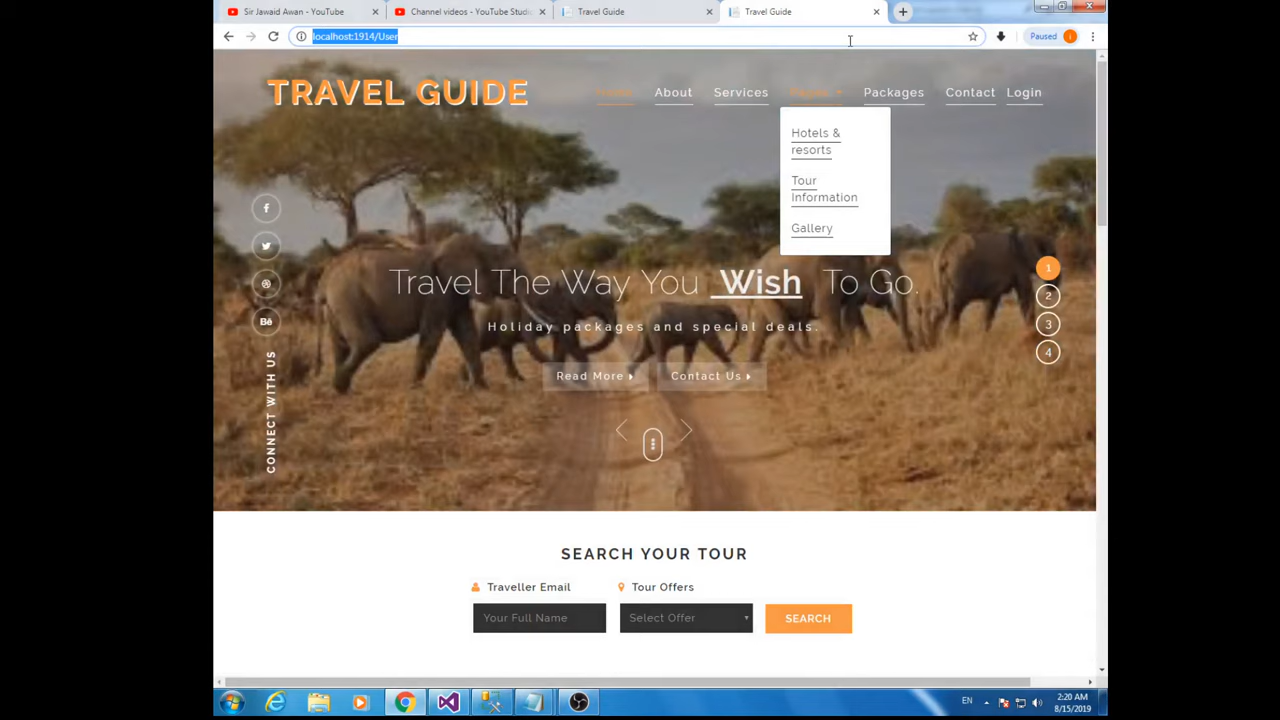 Sir Jawaid Awan - YouTube
Channel videos - YouTube Studio
Travel Guide
Travel Guide
localhost:1914/User
Paused
TRAVEL GUIDE
Home
About
Services
Pages
Packages
Contact
Login
Hotels &
resorts
Tour
Information
Gallery
Travel The Way You Wish To Go.
Holiday packages and special deals.
Read More
Contact Us
1
2
3
4
CONNECT WITH US
SEARCH YOUR TOUR
Traveller Email
Tour Offers
Your Full Name
Select Offer
SEARCH
EN
2:20 AM
8/15/2019